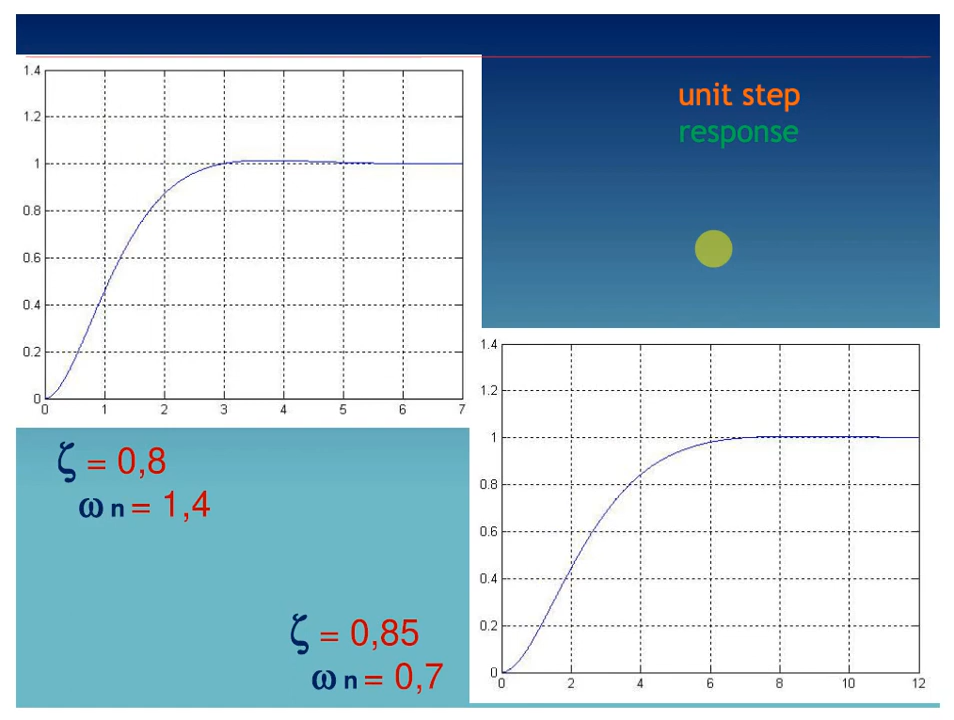 unit step
response
1.4
1.2
1
0.8
0.6
0.4
0.2
0
0 1 2 3 4 5 6 7
ζ = 0,8
ω n = 1,4
1.4
1.2
1
0.8
0.6
0.4
0.2
0
0 2 4 6 8 10 12
ζ = 0,85
ω n = 0,7